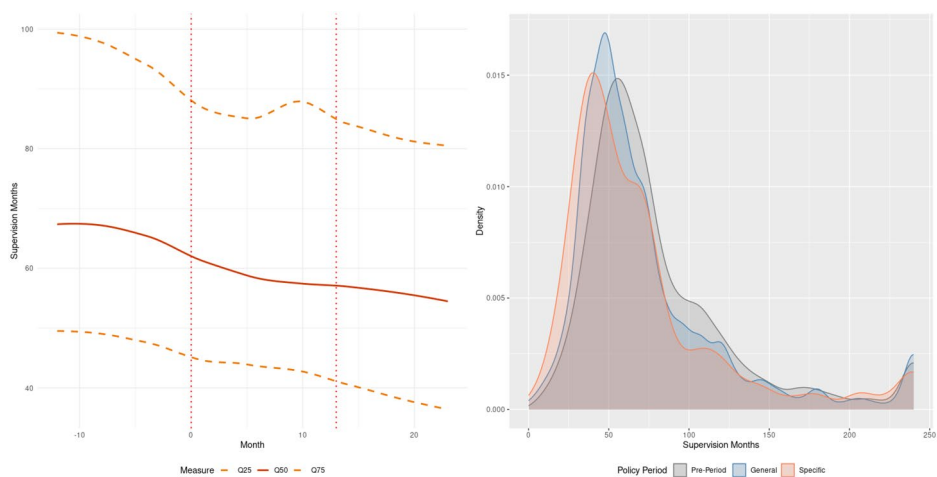 100
80
60
40
Supervision Months
-10 0 10 20
Month
Measure Q25 Q50 Q75
0.015
0.010
0.005
0.000
Density
0 50 100 150 200 250
Supervision Months
Policy Period Pre-Period General Specific